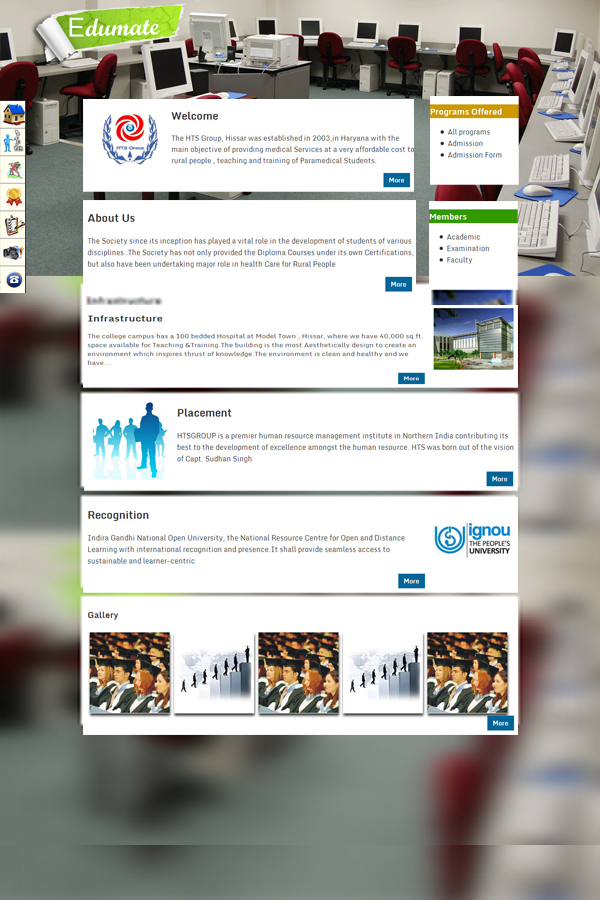 Edumate
HTS Group
Welcome
The HTS Group, Hissar was established in 2003,in Haryana with the
main objective of providing medical Services at a very affordable cost to
rural people , teaching and training of Paramedical Students.
More
Programs Offered
All programs
Admission
Admission Form
About Us
The Society since its inception has played a vital role in the development of students of various
disciplines .The Society has not only provided the Diploma Courses under its own Certifications,
but also have been undertaking major role in health Care for Rural People
More
Members
Academic
Examination
Faculty
Infrastructure
Infrastructure
The college campus has a 100 bedded Hospital at Model Town , Hissar, where we have 40,000 sq.ft.
space available for Teaching &Training.The building is the most Aesthetically design to create an
environment which inspires thrust of knowledge.The environment is clean and healthy and we
have...
More
Placement
HTSGROUP is a premier human resource management institute in Northern India contributing its
best to the development of excellence amongst the human resource. HTS was born out of the vision
of Capt. Sudhan Singh
More
Recognition
Indira Gandhi National Open University, the National Resource Centre for Open and Distance
Learning with international recognition and presence.It shall provide seamless access to
sustainable and learner-centric
More
ignou
THE PEOPLE'S
UNIVERSITY
Gallery
More